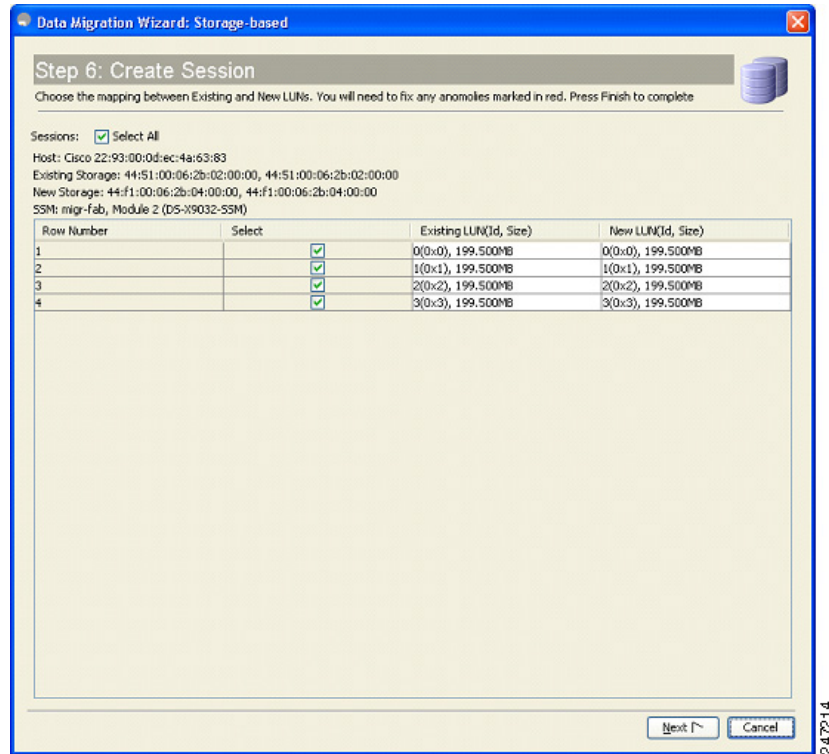 Data Migration Wizard: Storage-based
Step 6: Create Session
Choose the mapping between Existing and New LUNs. You will need to fix any anomolies marked in red. Press Finish to complete
Sessions: Select All
Host: Cisco 22:93:00:0d:ec:4a:63:83
Existing Storage: 44:51:00:06:2b:02:00:00, 44:51:00:06:2b:02:00:00
New Storage: 44:f1:00:06:2b:04:00:00, 44:f1:00:06:2b:04:00:00
SSM: migr-fab, Module 2 (DS-X9032-SSM)
Row Number Select Existing LUN(Id, Size) New LUN(Id, Size)
1 0(0x0), 199.500MB 0(0x0), 199.500MB
2 1(0x1), 199.500MB 1(0x1), 199.500MB
3 2(0x2), 199.500MB 2(0x2), 199.500MB
4 3(0x3), 199.500MB 3(0x3), 199.500MB
Next Cancel
247214